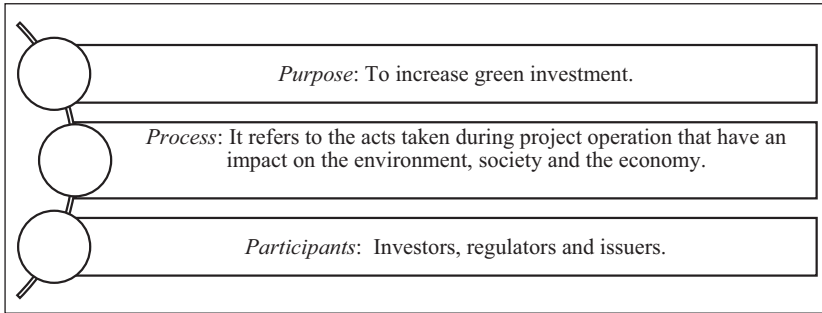 Purpose: To increase green investment.
Process: It refers to the acts taken during project operation that have an
impact on the environment, society and the economy.
Participants: Investors, regulators and issuers.